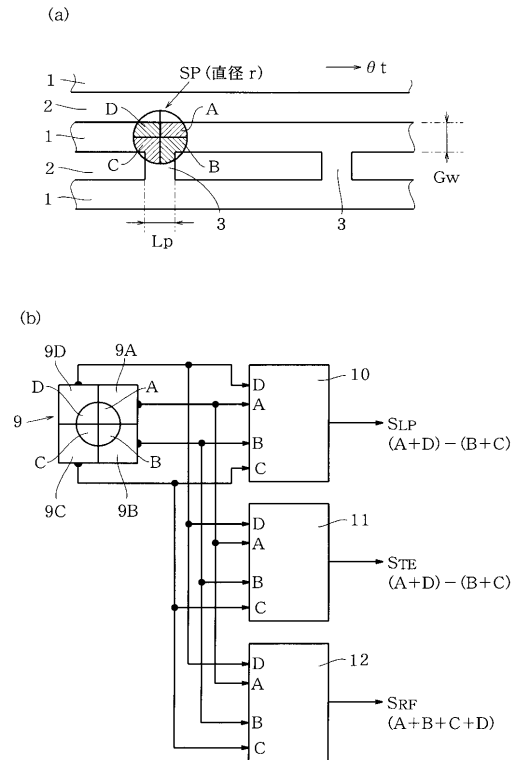 (a)
SP (直径 r)
θt
1
2
D
A
1
C
B
2
Gw
1
3
3
Lp
(b)
9D
9A
D
A
9
C
B
9C
9B
10
D
A
B
C
SLP
(A+D)−(B+C)
11
D
A
B
C
STE
(A+D)−(B+C)
12
D
A
B
C
SRF
(A+B+C+D)